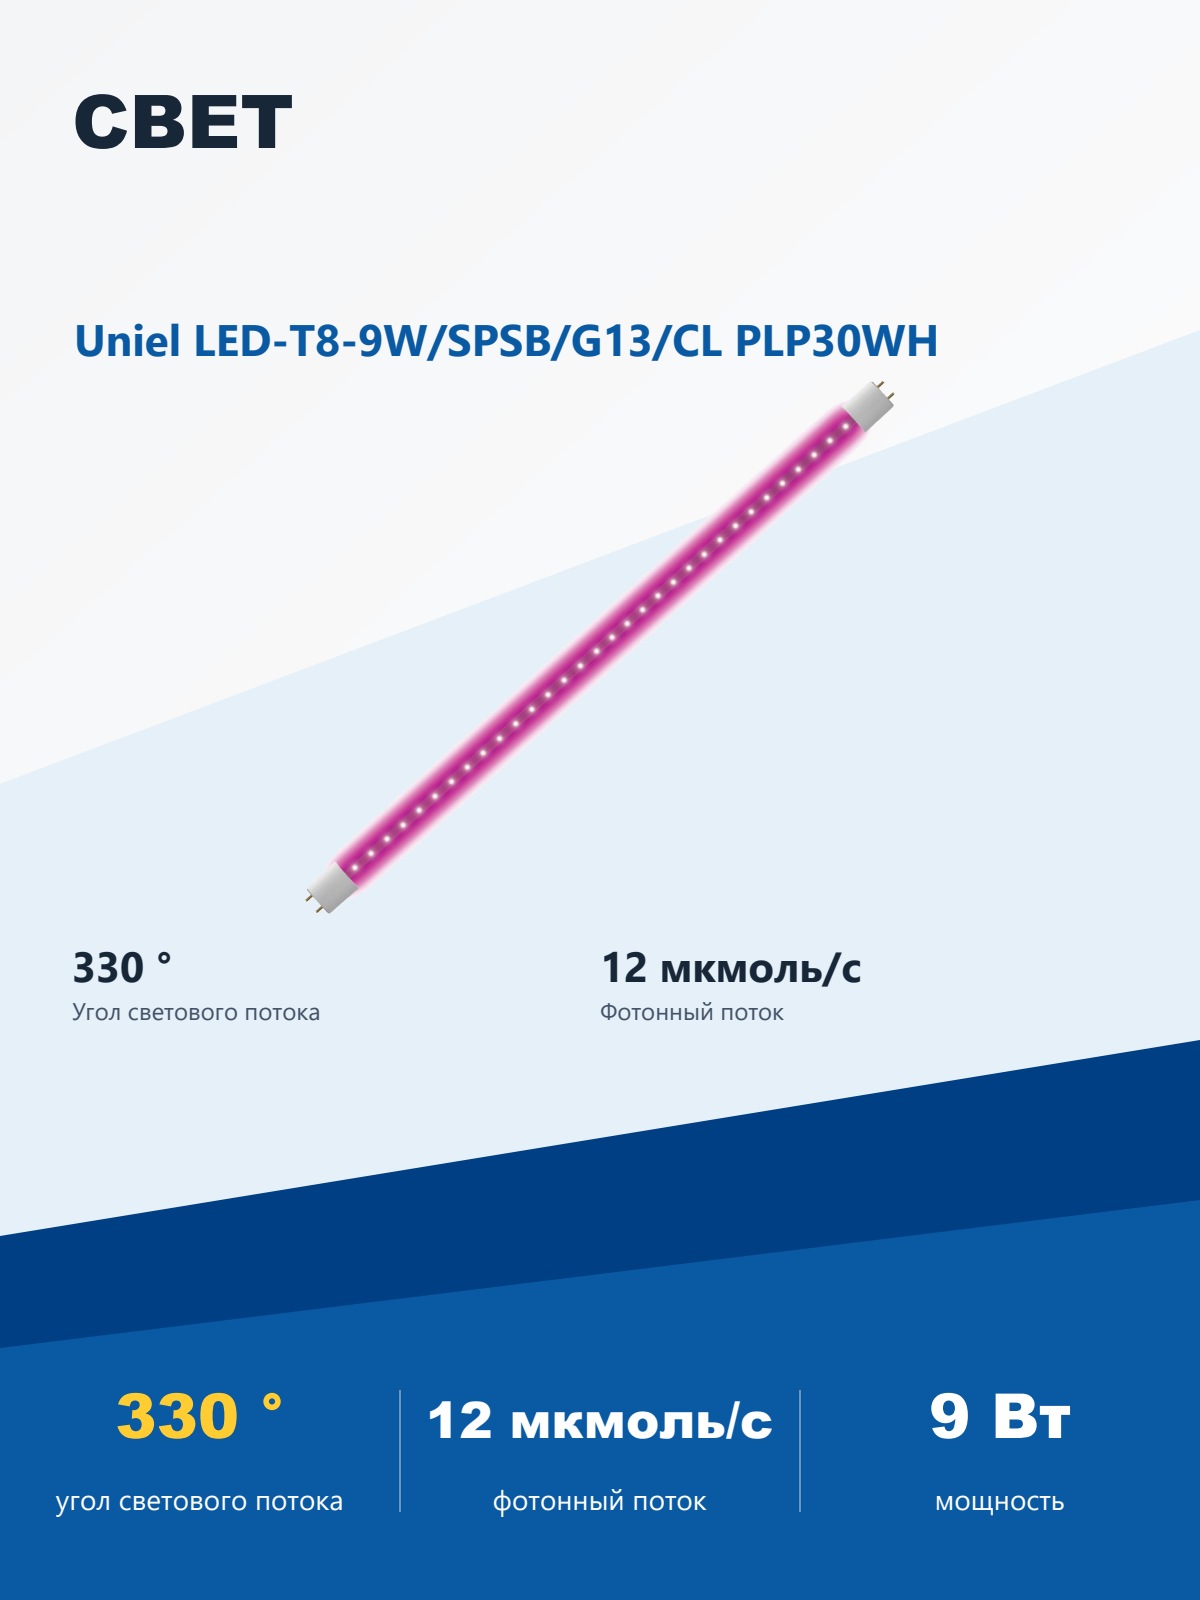 СВЕТ
Uniel LED-T8-9W/SPSB/G13/CL PLP30WH
330 °
Угол светового потока
12 мкмоль/с
Фотонный поток
330 °
угол светового потока
12 мкмоль/с
фотонный поток
9 Вт
мощность